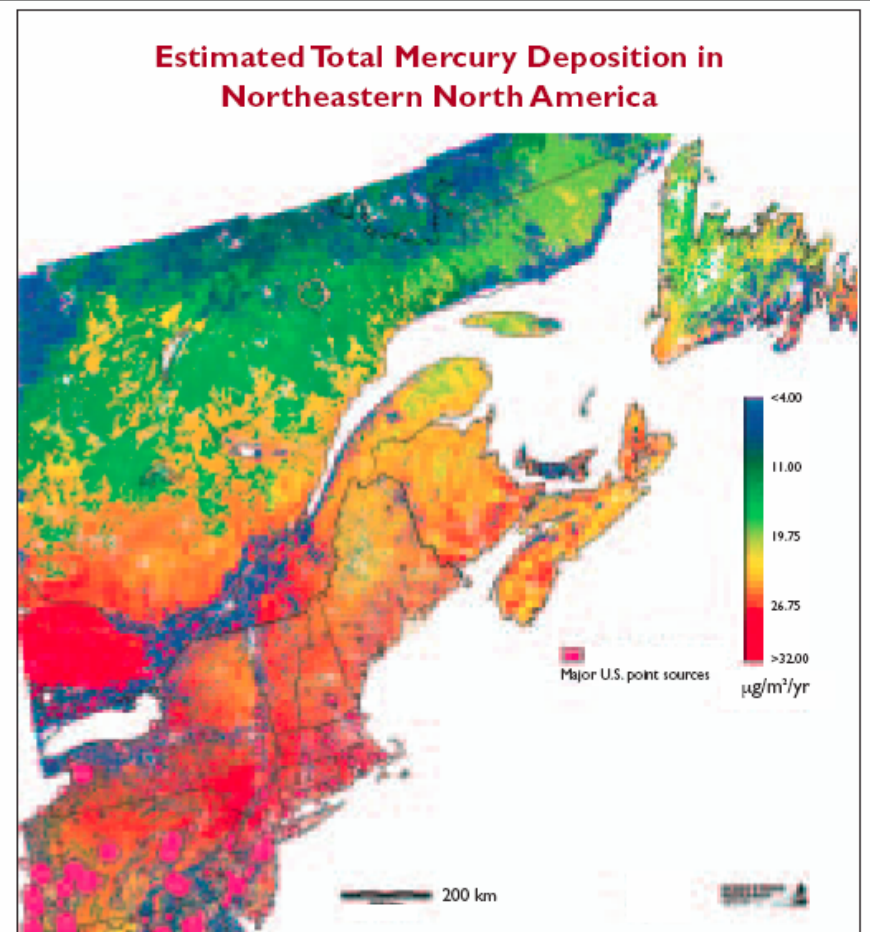 Estimated Total Mercury Deposition in
Northeastern North America
<4.00
11.00
19.75
26.75
>32.00
µg/m²/yr
Major U.S. point sources
200 km